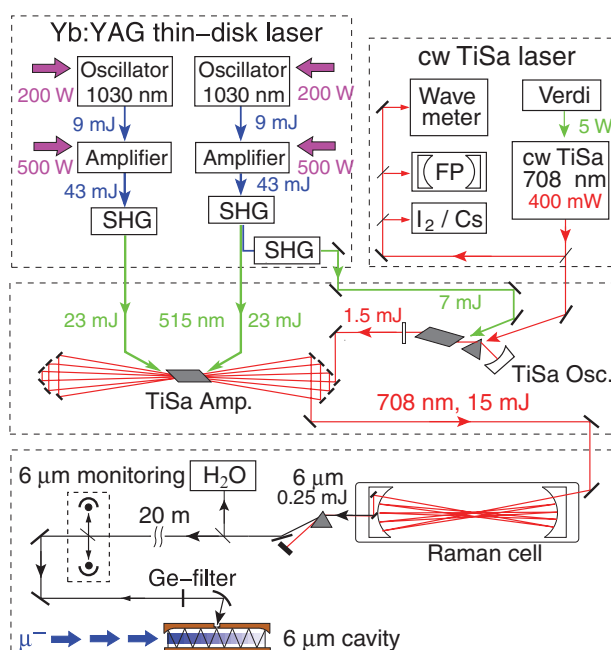 Yb:YAG thin–disk laser
Oscillator
1030 nm
200 W
9 mJ
500 W
Amplifier
43 mJ
SHG
Oscillator
1030 nm
200 W
9 mJ
500 W
Amplifier
43 mJ
SHG
SHG
cw TiSa laser
Wave
meter
FP
I2 / Cs
Verdi
5 W
cw TiSa
708 nm
400 mW
23 mJ
515 nm
23 mJ
7 mJ
1.5 mJ
TiSa Osc.
TiSa Amp.
708 nm, 15 mJ
6 μm monitoring
H2O
6 μm
0.25 mJ
20 m
Raman cell
Ge-filter
μ−
6 μm cavity